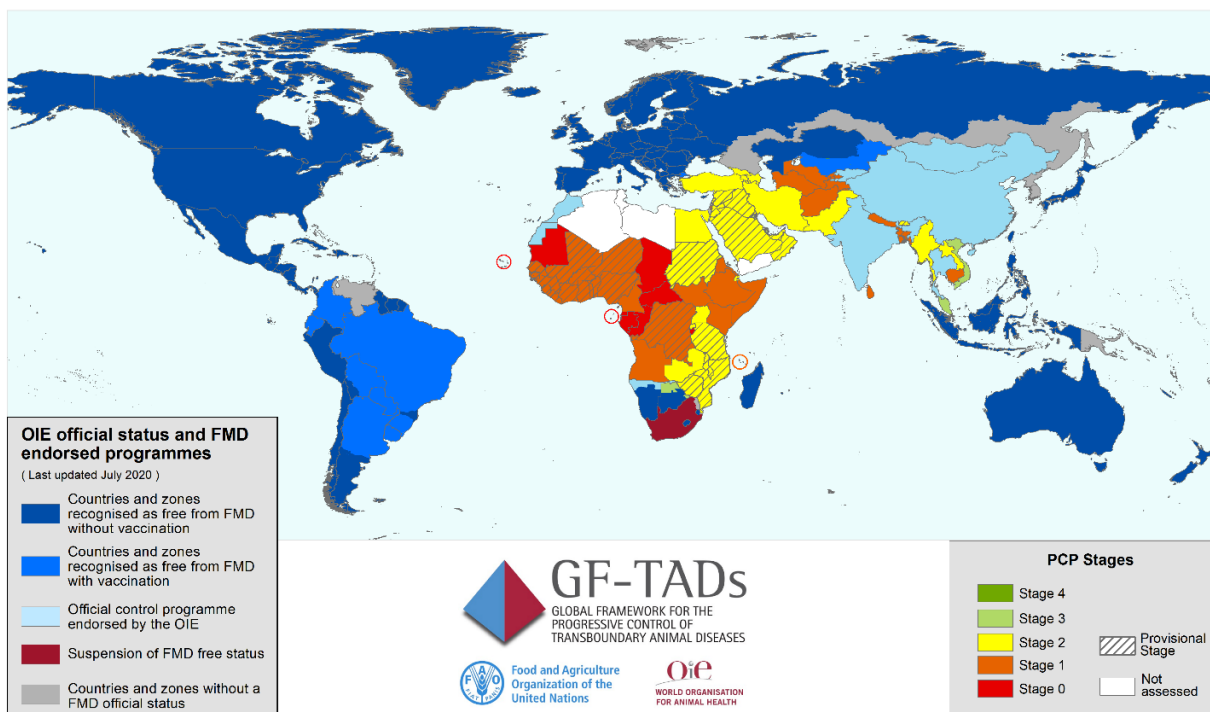 OIE official status and FMD
endorsed programmes
( Last updated July 2020 )
Countries and zones
recognised as free from FMD
without vaccination
Countries and zones
recognised as free from FMD
with vaccination
Official control programme
endorsed by the OIE
Suspension of FMD free status
Countries and zones without a
FMD official status
GF-TADs
GLOBAL FRAMEWORK FOR THE
PROGRESSIVE CONTROL OF
TRANSBOUNDARY ANIMAL DISEASES
FAO
FIAT PANIS
Food and Agriculture
Organization of the
United Nations
Oie
WORLD ORGANISATION
FOR ANIMAL HEALTH
PCP Stages
Stage 4
Stage 3
Stage 2
Stage 1
Stage 0
Provisional
Stage
Not
assessed